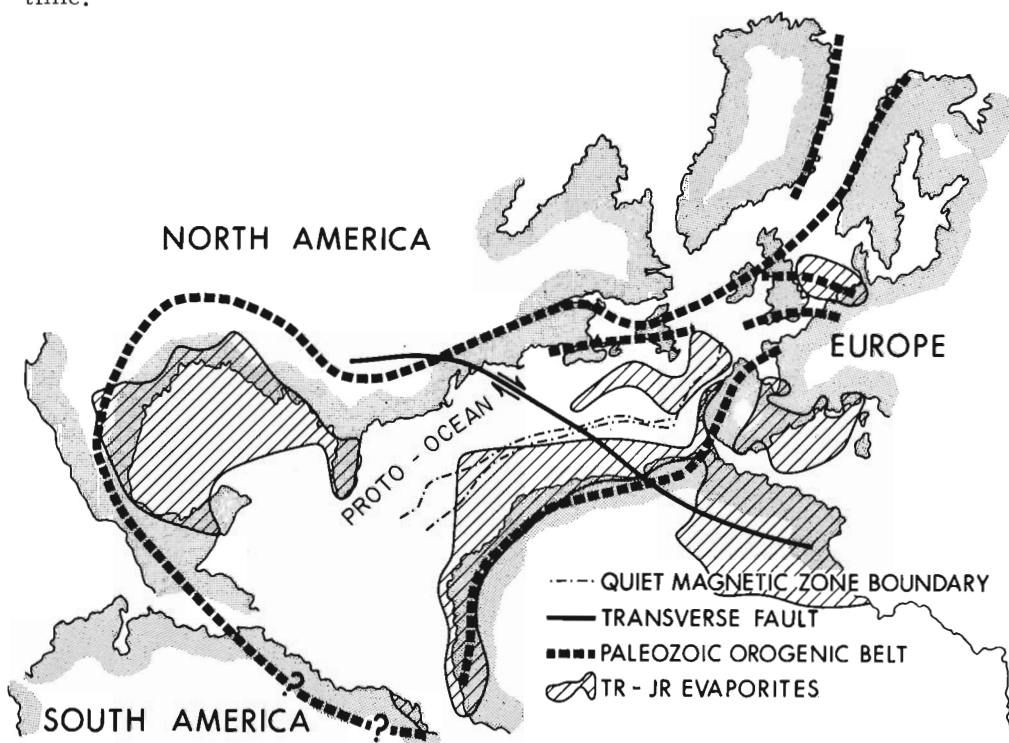 time.
NORTH AMERICA
EUROPE
PROTO - OCEAN
QUIET MAGNETIC ZONE BOUNDARY
TRANSVERSE FAULT
PALEOZOIC OROGENIC BELT
TR - JR EVAPORITES
?
SOUTH AMERICA
?